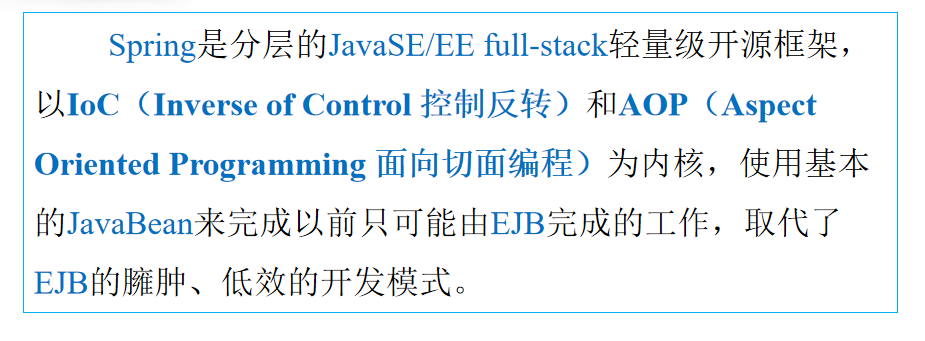 Spring是分层的JavaSE/EE full-stack轻量级开源框架，
以IoC（Inverse of Control 控制反转）和AOP（Aspect
Oriented Programming 面向切面编程）为内核，使用基本
的JavaBean来完成以前只可能由EJB完成的工作，取代了
EJB的臃肿、低效的开发模式。